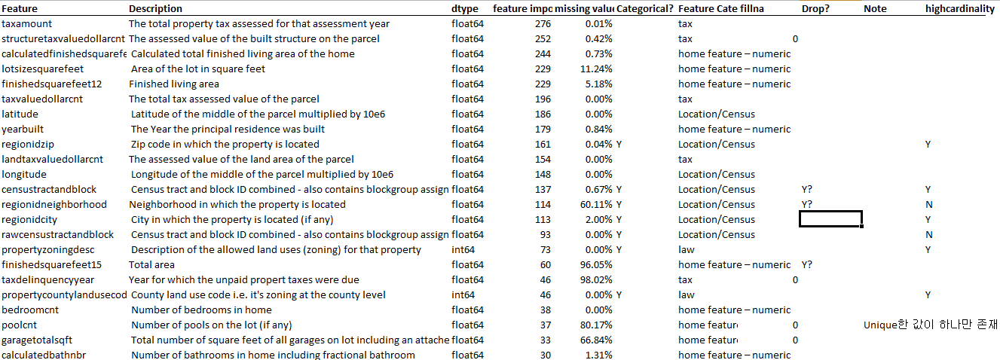 Feature Description dtype feature impo missing valu Categorical? Feature Cate fillna Drop? Note highcardinality
taxamount The total property tax assessed for that assessment year float64 276 0.01% tax
structuretaxvaluedollarcnt The assessed value of the built structure on the parcel float64 252 0.42% tax 0
calculatedfinishedsquarefe Calculated total finished living area of the home float64 244 0.73% home feature – numeric
lotsizesquarefeet Area of the lot in square feet float64 229 11.24% home feature – numeric
finishedsquarefeet12 Finished living area float64 229 5.18% home feature – numeric
taxvaluedollarcnt The total tax assessed value of the parcel float64 196 0.00% tax
latitude Latitude of the middle of the parcel multiplied by 10e6 float64 186 0.00% Location/Census
yearbuilt The Year the principal residence was built float64 179 0.84% home feature – numeric
regionidzip Zip code in which the property is located float64 161 0.04% Y Location/Census Y
landtaxvaluedollarcnt The assessed value of the land area of the parcel float64 154 0.00% tax
longitude Longitude of the middle of the parcel multiplied by 10e6 float64 148 0.00% Location/Census
censustractandblock Census tract and block ID combined - also contains blockgroup assign float64 137 0.67% Y Location/Census Y? Y
regionidneighborhood Neighborhood in which the property is located float64 114 60.11% Y Location/Census Y? N
regionidcity City in which the property is located (if any) float64 113 2.00% Y Location/Census Y
rawcensustractandblock Census tract and block ID combined - also contains blockgroup assign float64 93 0.00% Y Location/Census N
propertyzoningdesc Description of the allowed land uses (zoning) for that property int64 73 0.00% Y law Y
finishedsquarefeet15 Total area float64 60 96.05% home feature – numeric Y?
taxdelinquencyyear Year for which the unpaid propert taxes were due float64 46 98.02% tax 0
propertycountylandusecod County land use code i.e. it's zoning at the county level int64 46 0.00% Y law Y
bedroomcnt Number of bedrooms in home float64 38 0.00% home feature – numeric
poolcnt Number of pools on the lot (if any) float64 37 80.17% home featur 0 Unique한 값이 하나만 존재
garagetotalsqft Total number of square feet of all garages on lot including an attache float64 33 66.84% home featur 0
calculatedbathnbr Number of bathrooms in home including fractional bathroom float64 30 1.31% home feature – numeric